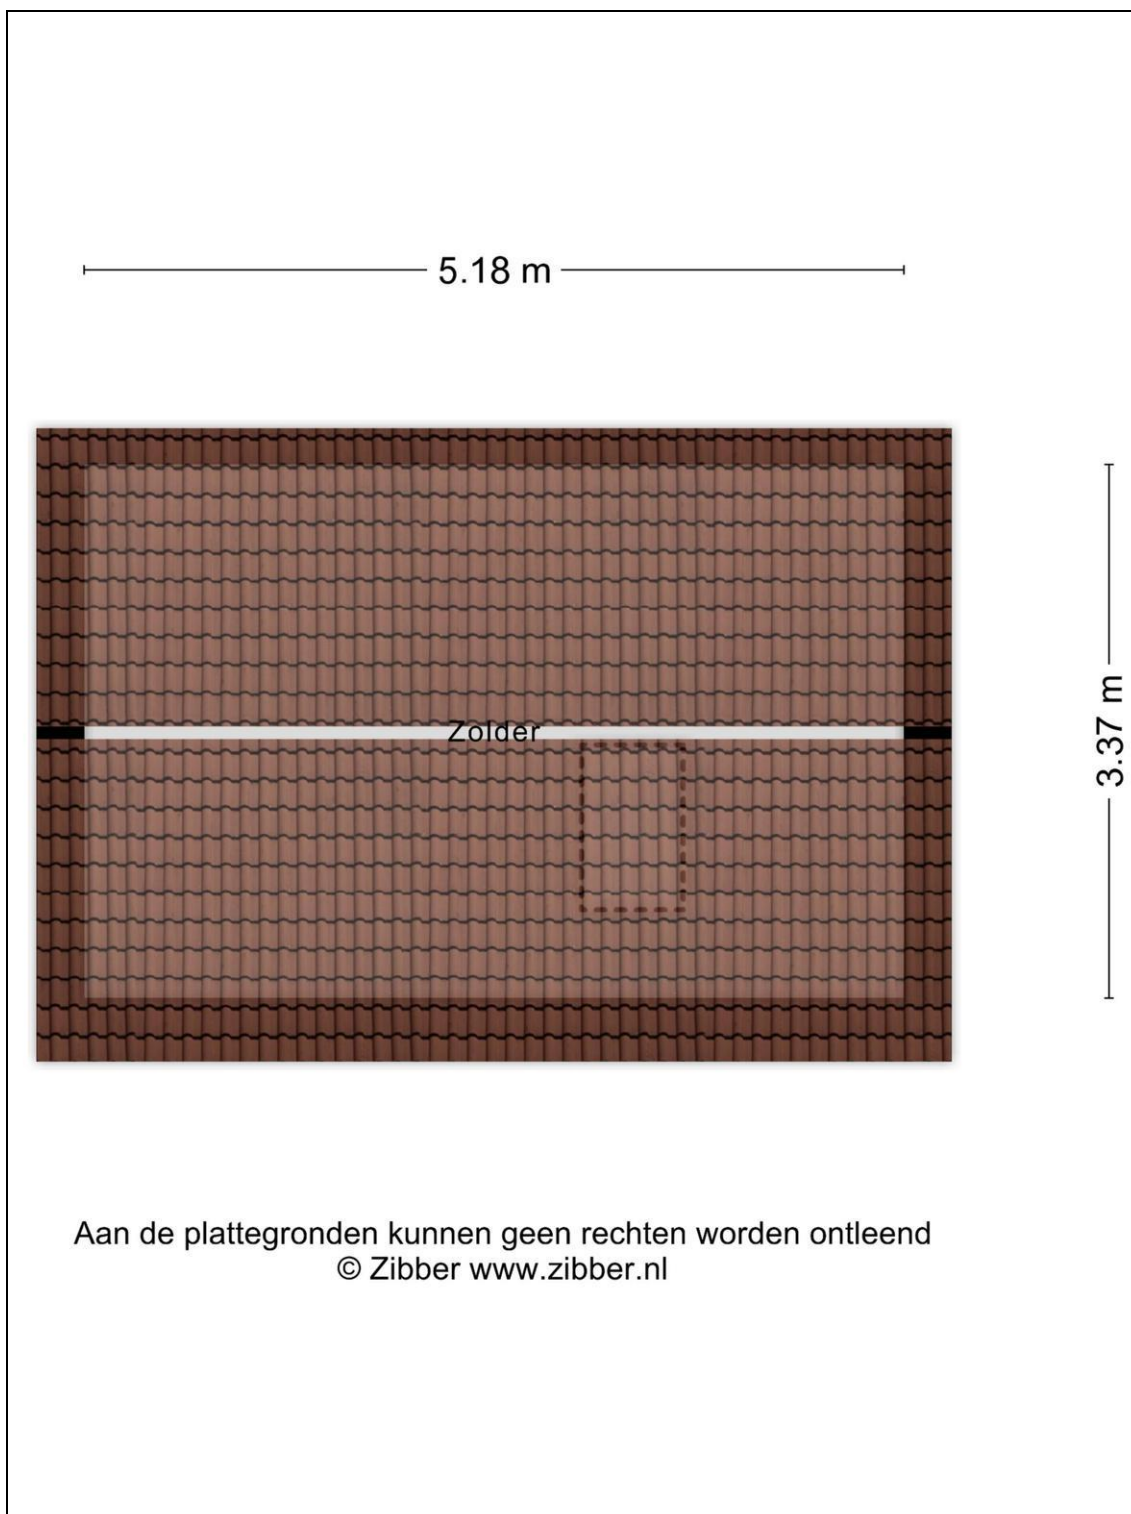 5.18 m
3.37 m
Zolder
Aan de plattegronden kunnen geen rechten worden ontleend
© Zibber www.zibber.nl